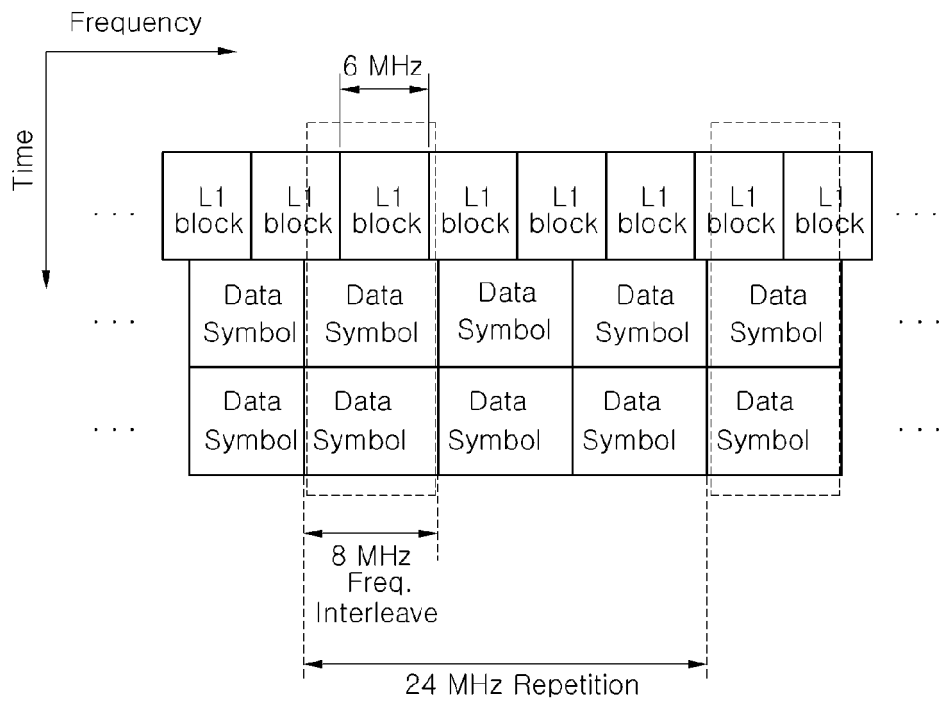 Frequency
6 MHz
Time
L1 L1 L1 L1 L1 L1 L1 L1
. . . block block block block block block block block . . .
Data Data Data Data Data
. . . Symbol Symbol Symbol Symbol Symbol . . .
Data Data Data Data Data
. . . Symbol Symbol Symbol Symbol Symbol . . .
8 MHz
Freq.
Interleave
24 MHz Repetition